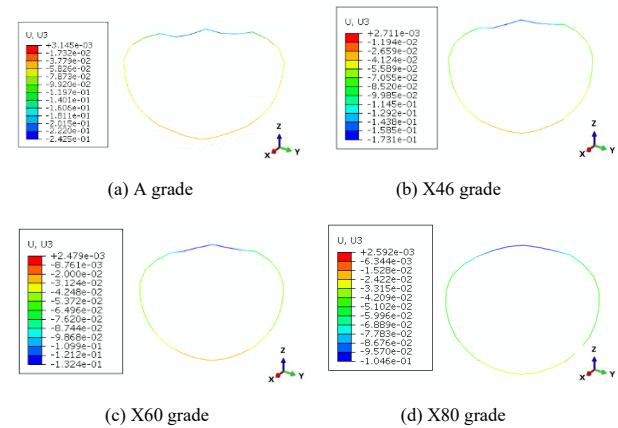 U, U3
+3.145e-03
-1.732e-02
-3.779e-02
-5.826e-02
-7.873e-02
-9.920e-02
-1.197e-01
-1.401e-01
-1.606e-01
-1.811e-01
-2.015e-01
-2.220e-01
-2.425e-01
Z
X Y
(a) A grade
U, U3
+2.711e-03
-1.194e-02
-2.659e-02
-4.124e-02
-5.589e-02
-7.055e-02
-8.520e-02
-9.985e-02
-1.145e-01
-1.292e-01
-1.438e-01
-1.585e-01
-1.731e-01
Z
X Y
(b) X46 grade
U, U3
+2.479e-03
-8.761e-03
-2.000e-02
-3.124e-02
-4.248e-02
-5.372e-02
-6.496e-02
-7.620e-02
-8.744e-02
-9.868e-02
-1.099e-01
-1.212e-01
-1.324e-01
Z
X Y
(c) X60 grade
U, U3
+2.592e-03
-6.344e-03
-1.528e-02
-2.422e-02
-3.315e-02
-4.209e-02
-5.102e-02
-5.996e-02
-6.889e-02
-7.783e-02
-8.676e-02
-9.570e-02
-1.046e-01
Z
X Y
(d) X80 grade